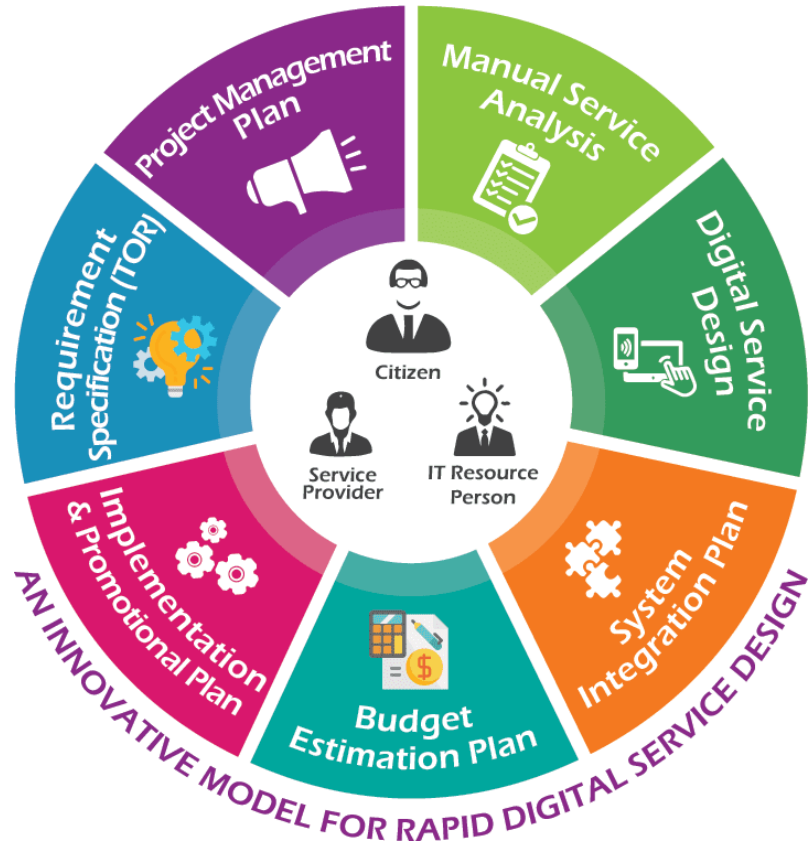 Project Management
Plan
Manual Service
Analysis
Digital Service
Design
System
Integration Plan
Budget
Estimation Plan
Implementation
& Promotional Plan
Requirement
Specification (TOR)
Citizen
Service
Provider
IT Resource
Person
$
AN INNOVATIVE MODEL FOR RAPID DIGITAL SERVICE DESIGN